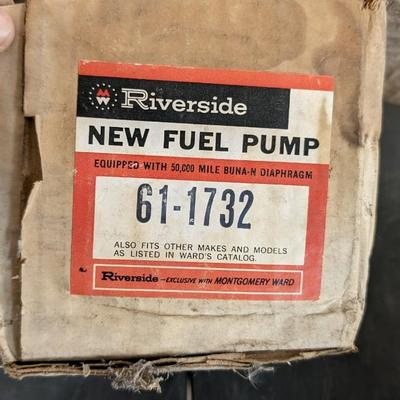 MW Riverside
NEW FUEL PUMP
EQUIPPED WITH 50,000 MILE BUNA-N DIAPHRAGM
61-1732
ALSO FITS OTHER MAKES AND MODELS
AS LISTED IN WARD'S CATALOG.
Riverside — EXCLUSIVE WITH MONTGOMERY WARD